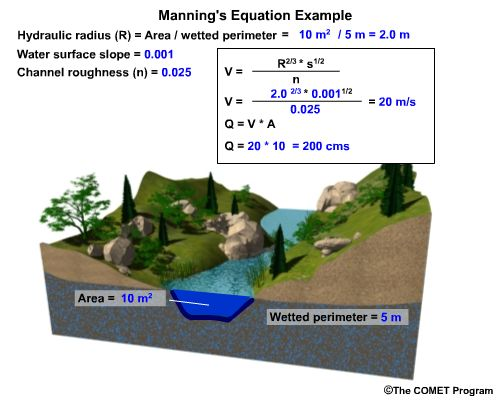 Manning's Equation Example
Hydraulic radius (R) = Area / wetted perimeter = 10 m² / 5 m = 2.0 m
Water surface slope = 0.001
Channel roughness (n) = 0.025
V = R^2/3 * s^1/2
n
V = 2.0 ^2/3 * 0.001^1/2 = 20 m/s
0.025
Q = V * A
Q = 20 * 10 = 200 cms
Area = 10 m²
Wetted perimeter = 5 m
©The COMET Program